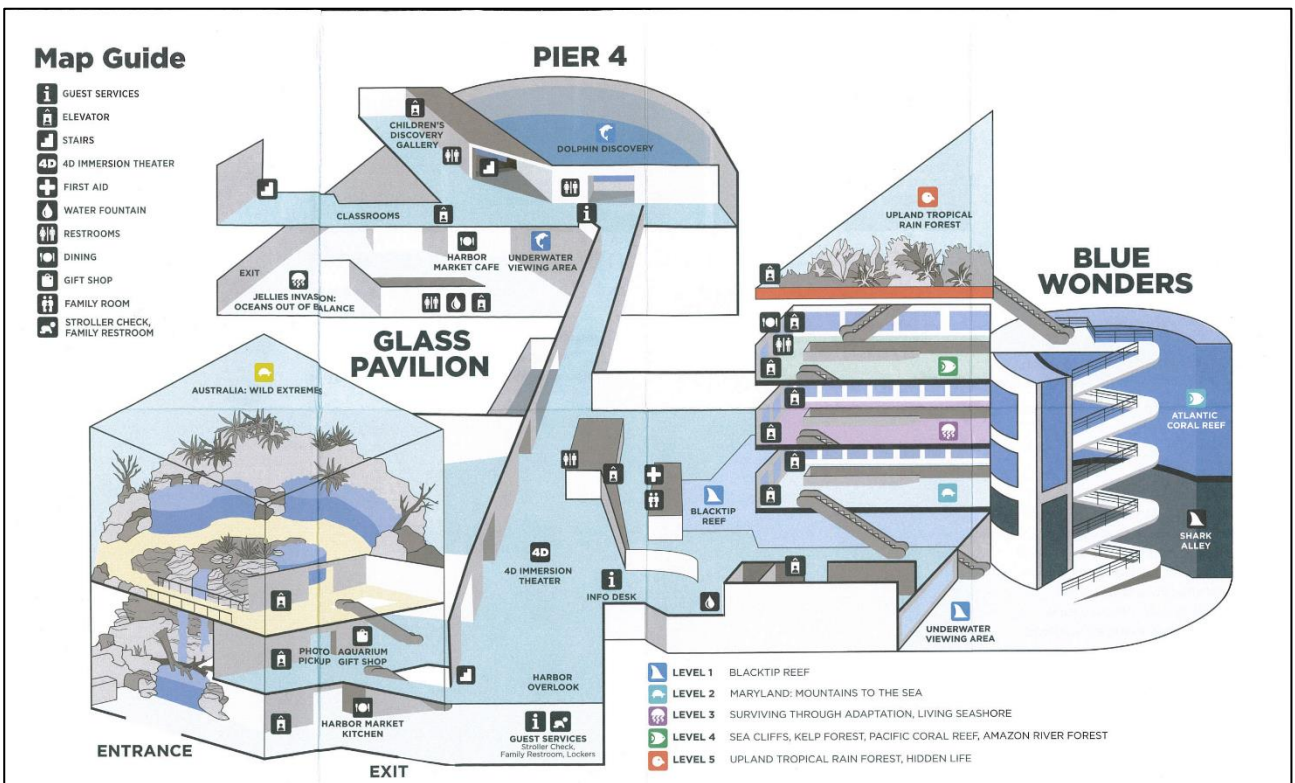 Map Guide
GUEST SERVICES
ELEVATOR
STAIRS
4D 4D IMMERSION THEATER
FIRST AID
WATER FOUNTAIN
RESTROOMS
DINING
GIFT SHOP
FAMILY ROOM
STROLLER CHECK,
FAMILY RESTROOM
PIER 4
CHILDREN'S
DISCOVERY
GALLERY
DOLPHIN DISCOVERY
CLASSROOMS
HARBOR
MARKET CAFE
UNDERWATER
VIEWING AREA
EXIT
JELLIES INVASION:
OCEANS OUT OF BALANCE
GLASS
PAVILION
AUSTRALIA: WILD EXTREMES
PHOTO
PICKUP
AQUARIUM
GIFT SHOP
HARBOR MARKET
KITCHEN
ENTRANCE
EXIT
4D
4D IMMERSION
THEATER
INFO DESK
HARBOR
OVERLOOK
GUEST SERVICES
Stroller Check,
Family Restroom, Lockers
BLACKTIP
REEF
UPLAND TROPICAL
RAIN FOREST
BLUE
WONDERS
ATLANTIC
CORAL REEF
SHARK
ALLEY
UNDERWATER
VIEWING AREA
LEVEL 1 BLACKTIP REEF
LEVEL 2 MARYLAND: MOUNTAINS TO THE SEA
LEVEL 3 SURVIVING THROUGH ADAPTATION, LIVING SEASHORE
LEVEL 4 SEA CLIFFS, KELP FOREST, PACIFIC CORAL REEF, AMAZON RIVER FOREST
LEVEL 5 UPLAND TROPICAL RAIN FOREST, HIDDEN LIFE